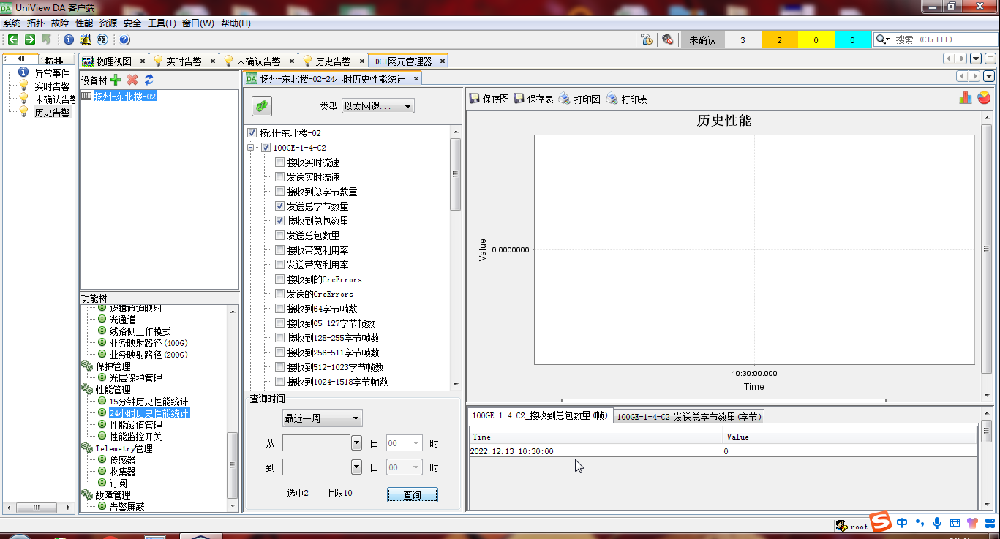 DA UniView DA 客户端
系统 拓扑 故障 性能 资源 安全 工具(T) 窗口(W) 帮助(H)
未确认 3 2 0 0 搜索 (Ctrl+I)
拓扑
异常事件
实时告警
未确认告警
历史告警
物理视图 × 实时告警 × 未确认告警 × 历史告警 × DCI网元管理器 ×
设备树
扬州-东北楼-02
功能树
逻辑通道映射
光通道
线路侧工作模式
业务映射路径(400G)
业务映射路径(200G)
保护管理
光层保护管理
性能管理
15分钟历史性能统计
24小时历史性能统计
性能阈值管理
性能监控开关
Telemetry管理
传感器
收集器
订阅
故障管理
告警屏蔽
DA 扬州-东北楼-02-24小时历史性能统计 ×
类型 以太网逻...
扬州-东北楼-02
100GE-1-4-C2
接收实时流速
发送实时流速
接收到总字节数量
发送总字节数量
接收到总包数量
发送总包数量
接收带宽利用率
发送带宽利用率
接收到的CrcErrors
发送的CrcErrors
接收到64字节帧数
接收到65-127字节帧数
接收到128-255字节帧数
接收到256-511字节帧数
接收到512-1023字节帧数
接收到1024-1518字节帧数
查询时间
最近一周
从 日 00 时
到 日 00 时
选中2 上限10 查询
保存图 保存表 打印图 打印表
历史性能
Value
0.0000000
10:30:00.000
Time
100GE-1-4-C2_接收到总包数量(帧) 100GE-1-4-C2_发送总字节数量(字节)
Time Value
2022.12.13 10:30:00 0
root S 中